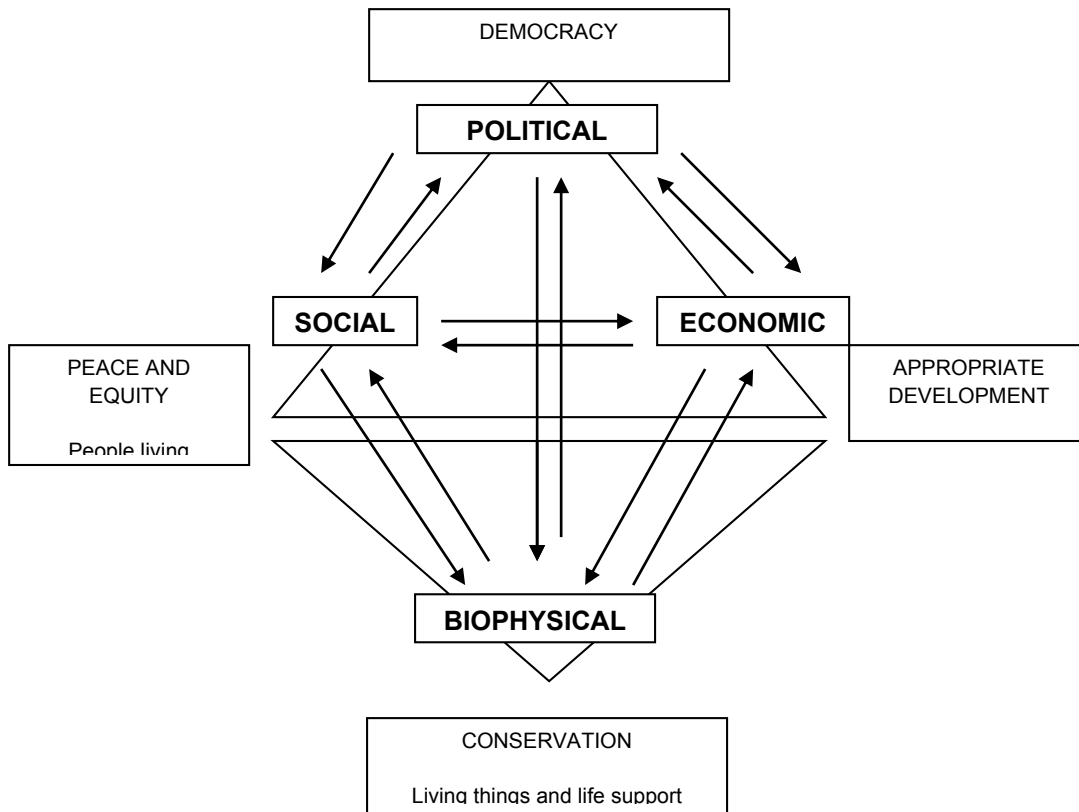 DEMOCRACY
POLITICAL
SOCIAL
ECONOMIC
PEACE AND
EQUITY
People living
APPROPRIATE
DEVELOPMENT
BIOPHYSICAL
CONSERVATION
Living things and life support